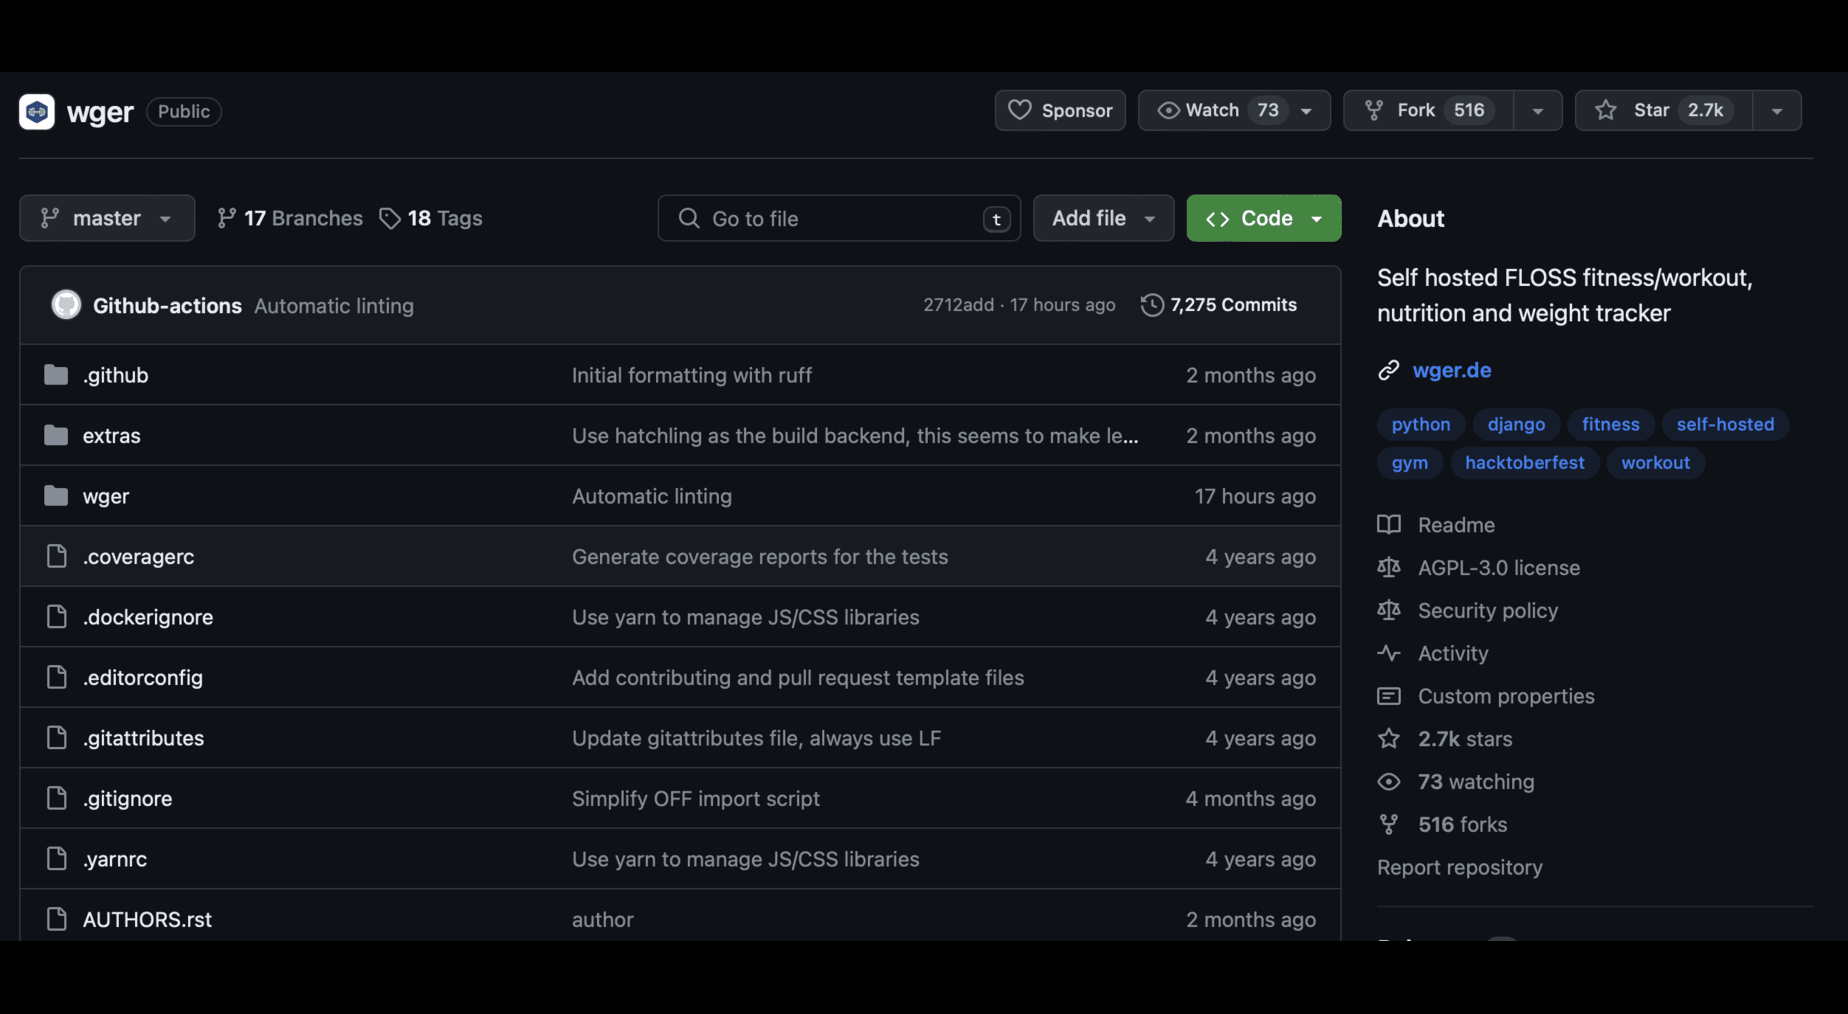 wger Public Sponsor Watch 73 Fork 516 Star 2.7k
master 17 Branches 18 Tags Go to file t Add file Code
Github-actions Automatic linting 2712add · 17 hours ago 7,275 Commits
.github Initial formatting with ruff 2 months ago
extras Use hatchling as the build backend, this seems to make le... 2 months ago
wger Automatic linting 17 hours ago
.coveragerc Generate coverage reports for the tests 4 years ago
.dockerignore Use yarn to manage JS/CSS libraries 4 years ago
.editorconfig Add contributing and pull request template files 4 years ago
.gitattributes Update gitattributes file, always use LF 4 years ago
.gitignore Simplify OFF import script 4 months ago
.yarnrc Use yarn to manage JS/CSS libraries 4 years ago
AUTHORS.rst author 2 months ago
About
Self hosted FLOSS fitness/workout,
nutrition and weight tracker
wger.de
python django fitness self-hosted
gym hacktoberfest workout
Readme
AGPL-3.0 license
Security policy
Activity
Custom properties
2.7k stars
73 watching
516 forks
Report repository